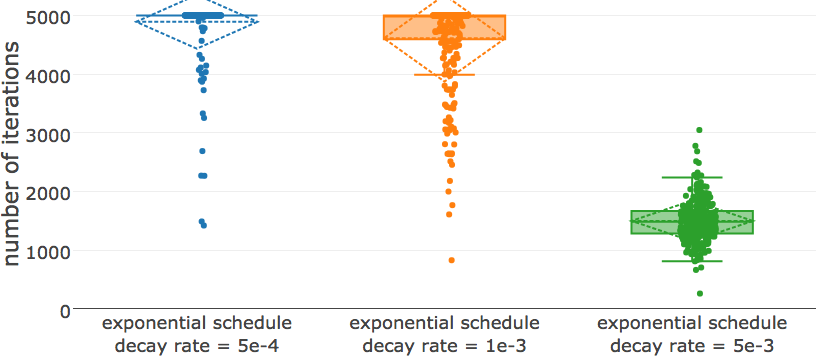 number of iterations
5000
4000
3000
2000
1000
0
exponential schedule
decay rate = 5e-4
exponential schedule
decay rate = 1e-3
exponential schedule
decay rate = 5e-3